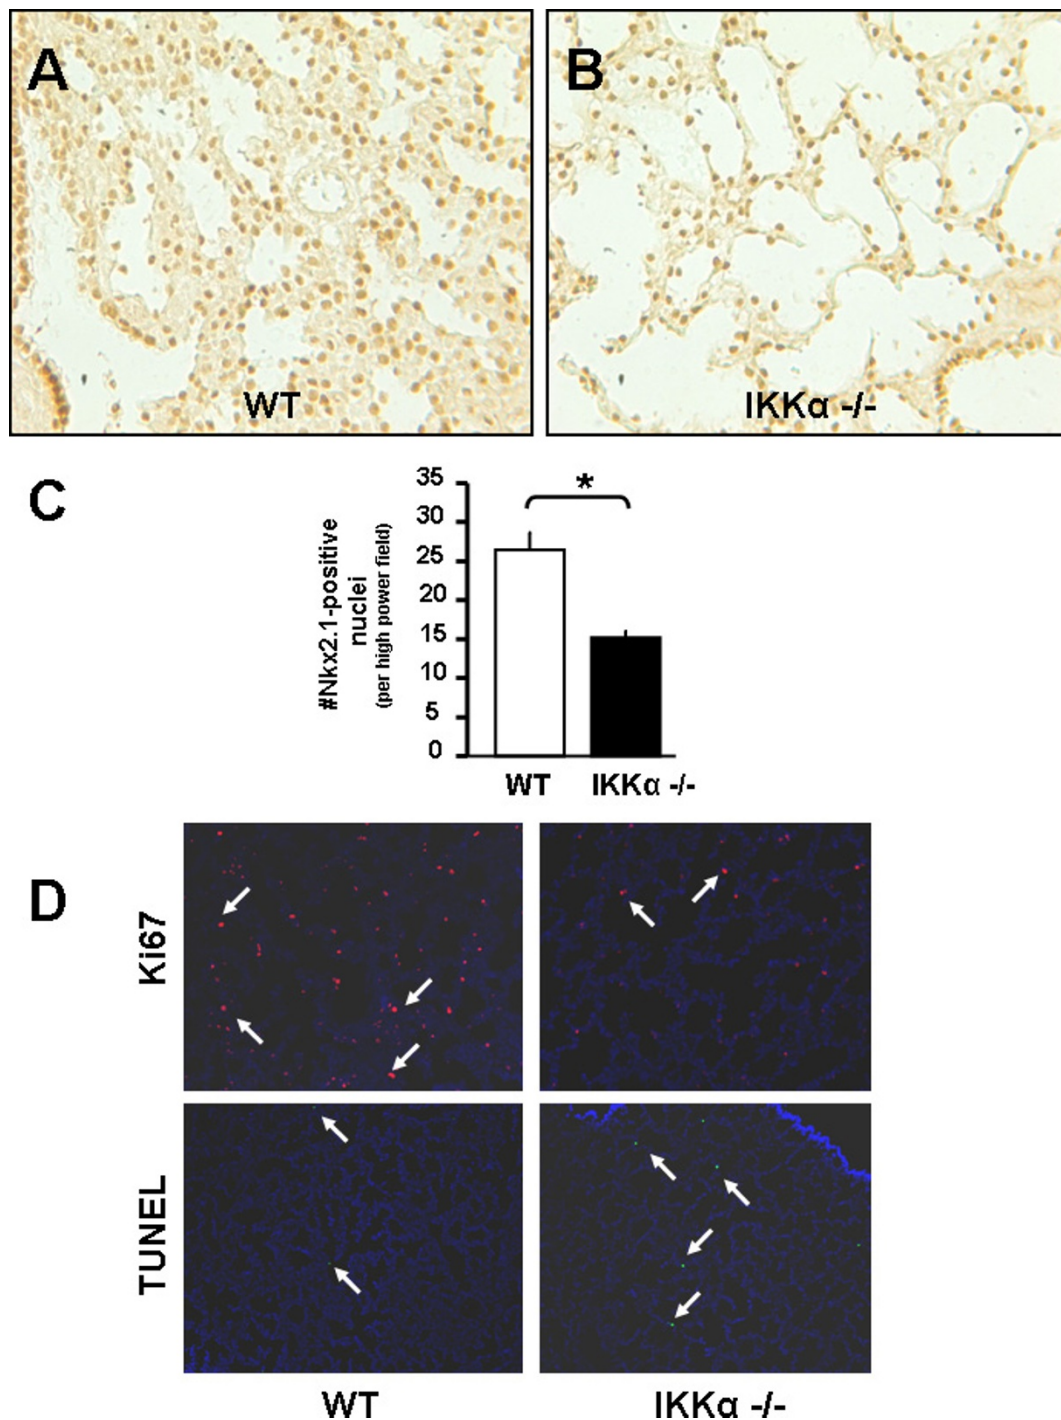 A
B
WT
IKKα -/-
C
35
30
25
20
15
10
5
0
#Nkx2.1-positive
nuclei
(per high power field)
*
WT
IKKα -/-
D
Ki67
TUNEL
WT
IKKα -/-